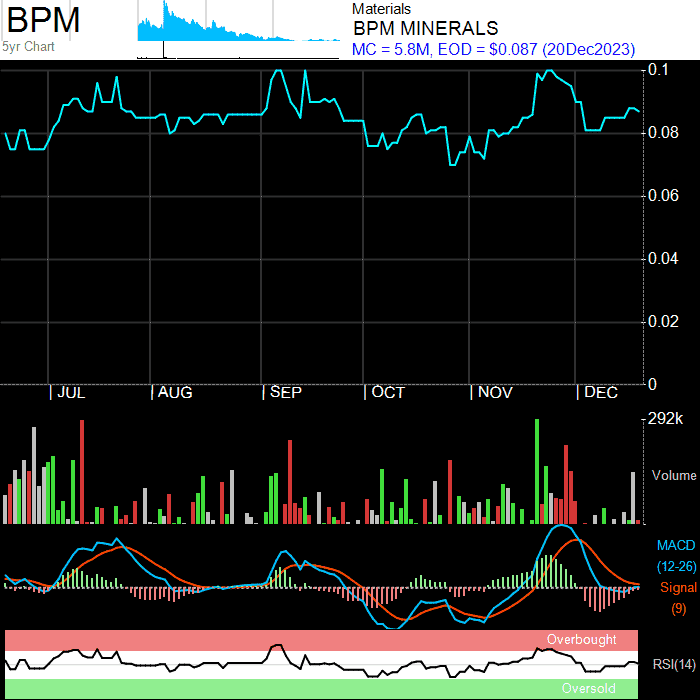 BPM
5yr Chart
Materials
BPM MINERALS
MC = 5.8M, EOD = $0.087 (20Dec2023)
0.1
0.08
0.06
0.04
0.02
0
| JUL | AUG | SEP | OCT | NOV | DEC
292k
Volume
MACD
(12-26)
Signal
(9)
Overbought
RSI(14)
Oversold